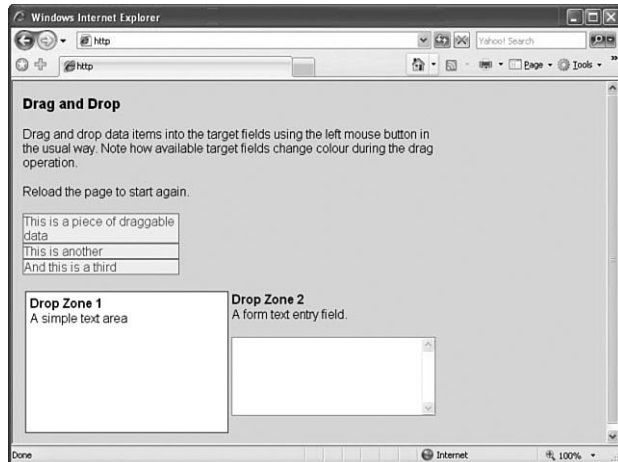 Windows Internet Explorer
http
Yahoo! Search
http
Page
Tools
Drag and Drop
Drag and drop data items into the target fields using the left mouse button in
the usual way. Note how available target fields change colour during the drag
operation.
Reload the page to start again.
This is a piece of draggable
data
This is another
And this is a third
Drop Zone 1
A simple text area
Drop Zone 2
A form text entry field.
Done
Internet
100%